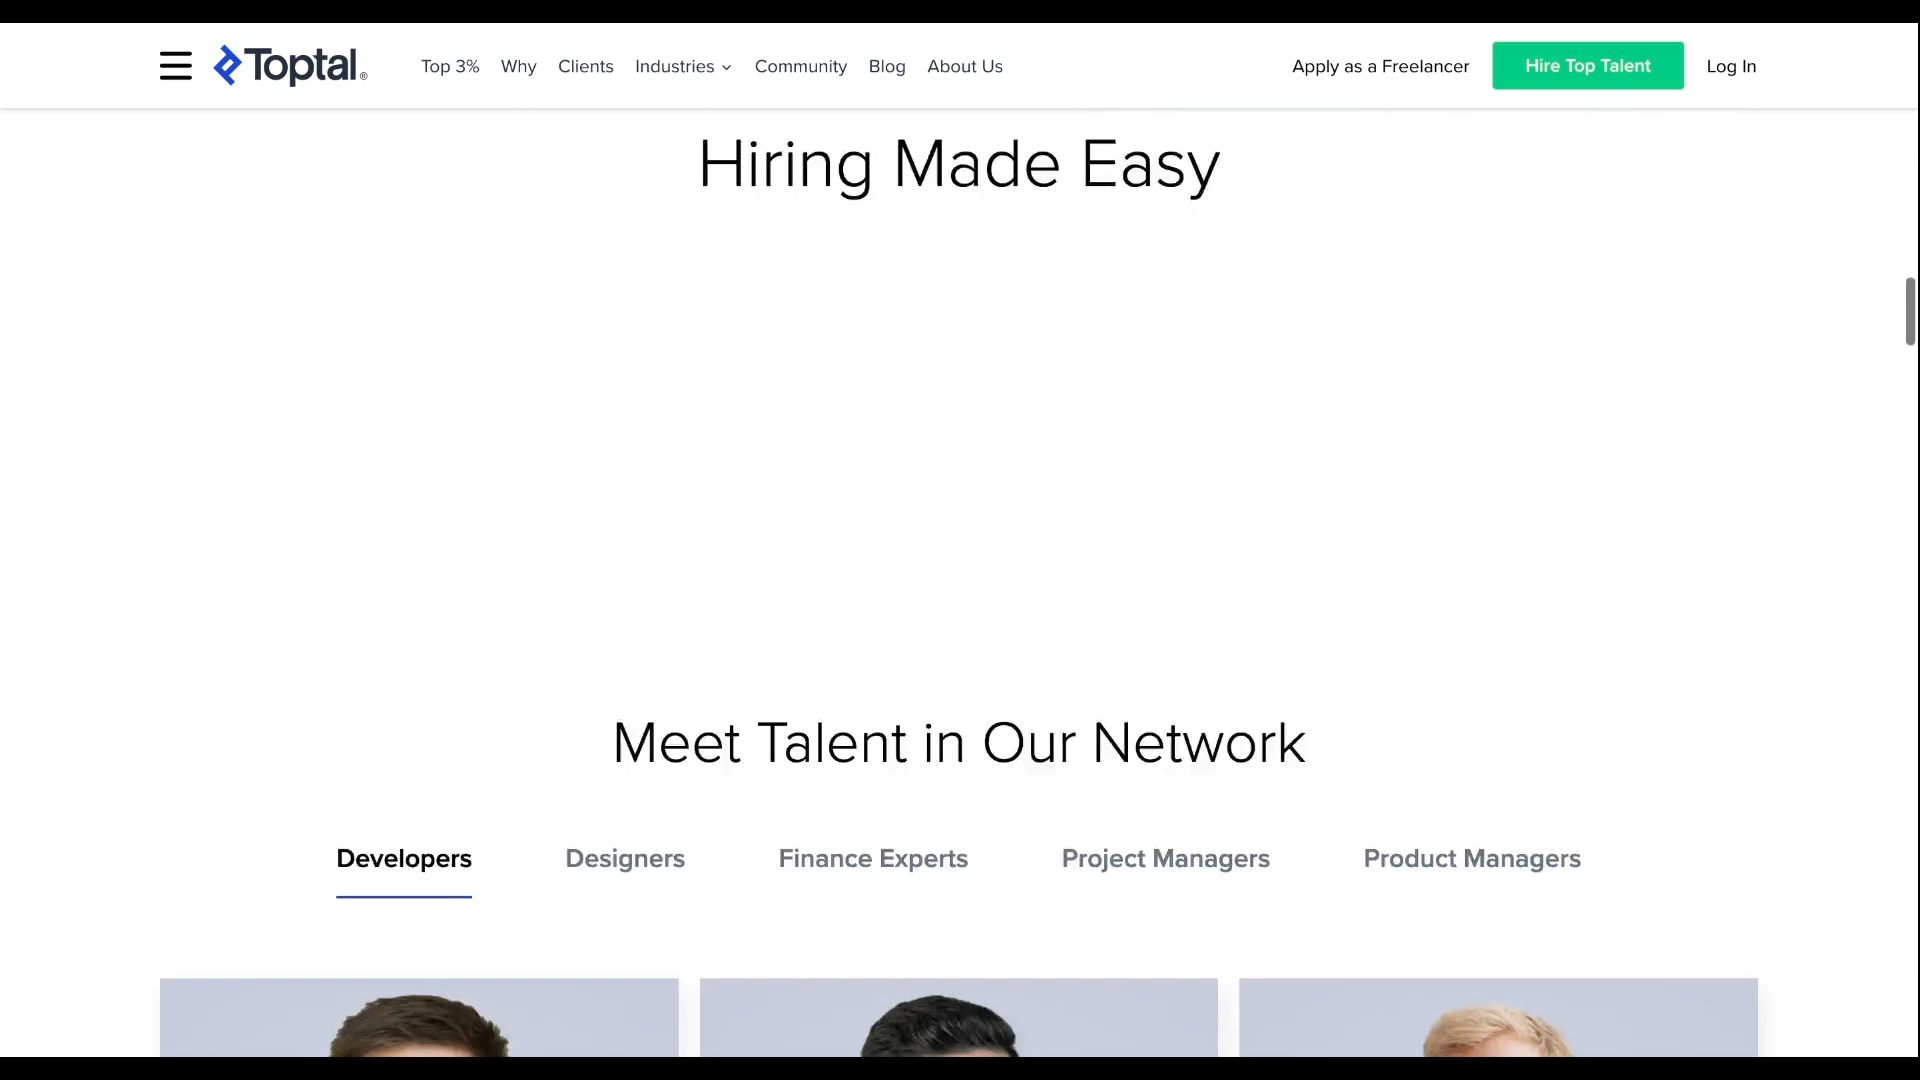 Toptal®
Top 3% Why Clients Industries Community Blog About Us
Apply as a Freelancer Hire Top Talent Log In
Hiring Made Easy
Meet Talent in Our Network
Developers Designers Finance Experts Project Managers Product Managers